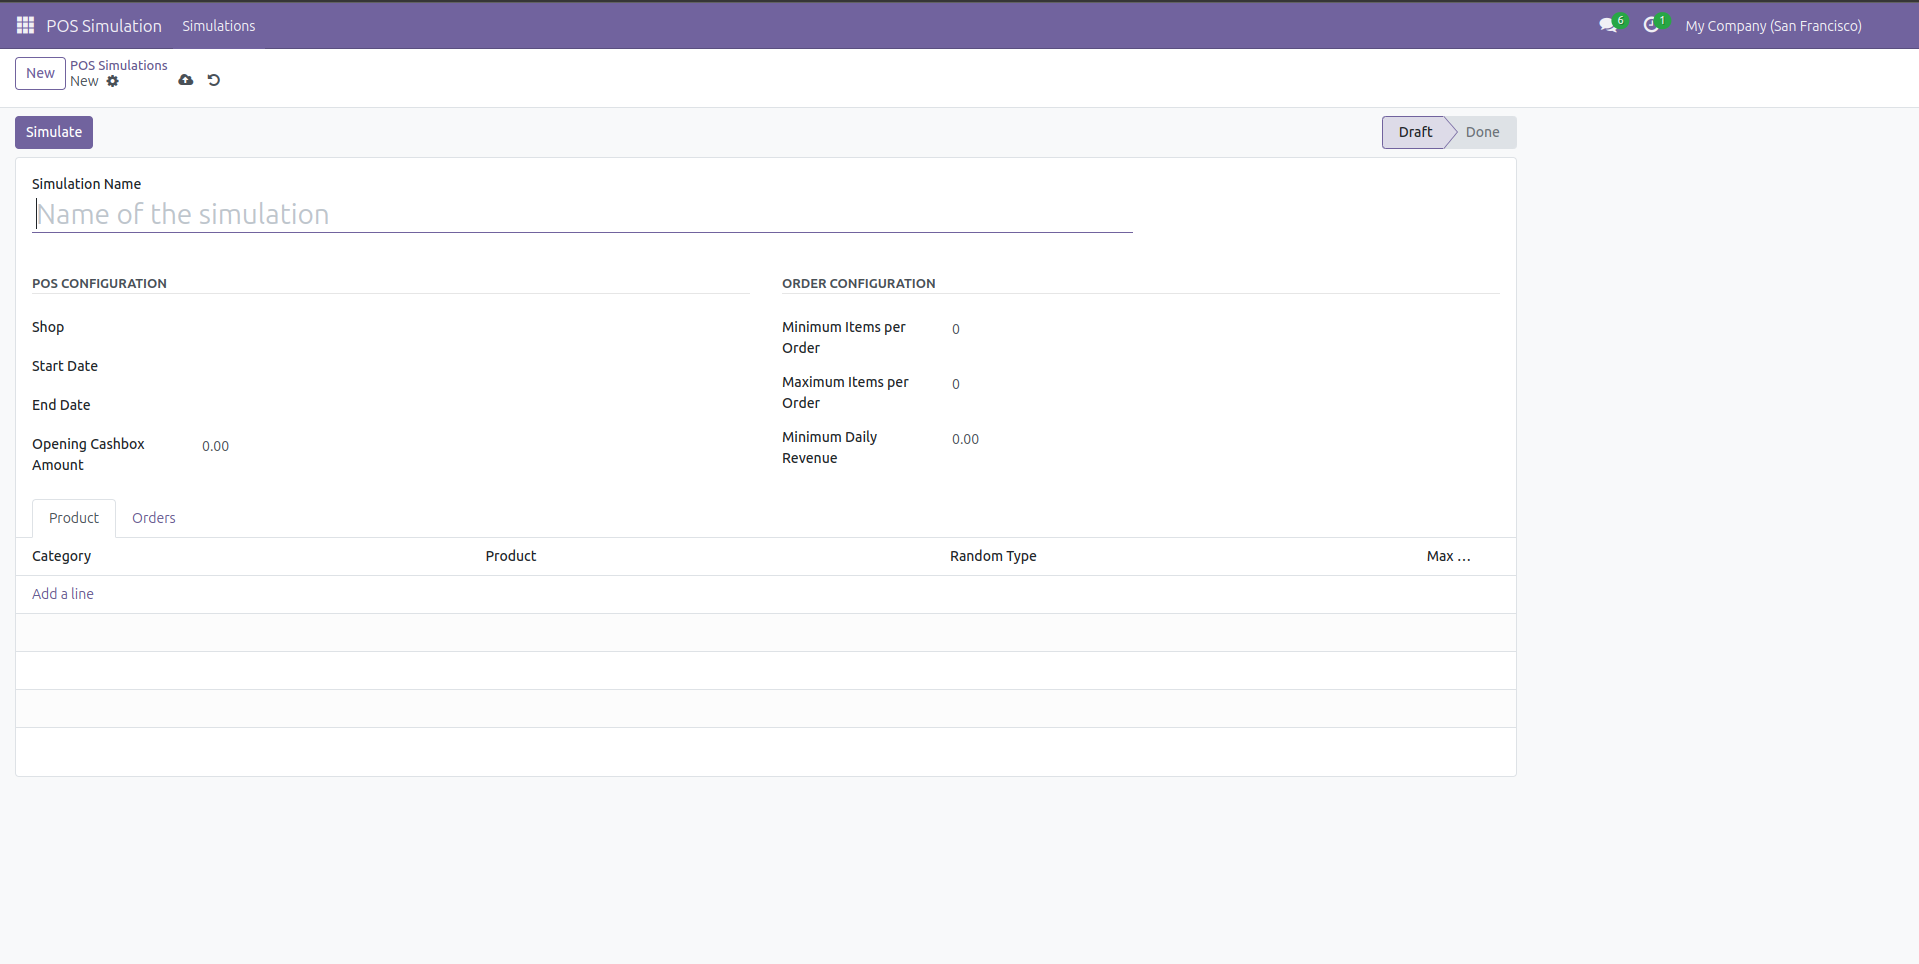 POS Simulation Simulations 6 1 My Company (San Francisco)
New POS Simulations
New
Simulate Draft Done
Simulation Name
Name of the simulation
POS CONFIGURATION ORDER CONFIGURATION
Shop Minimum Items per Order 0
Start Date Maximum Items per Order 0
End Date Minimum Daily Revenue 0.00
Opening Cashbox Amount 0.00
Product Orders
Category Product Random Type Max ...
Add a line